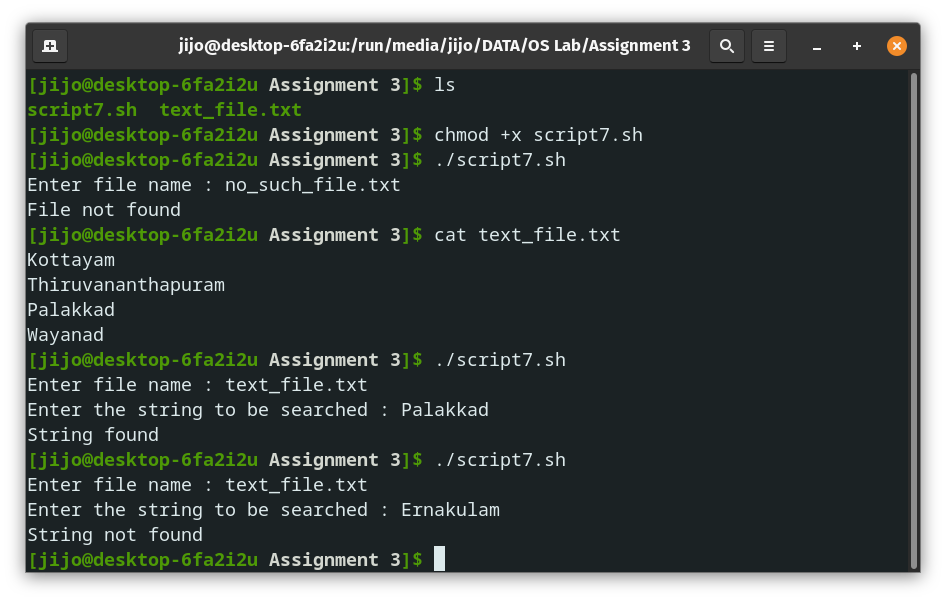 jijo@desktop-6fa2i2u:/run/media/jijo/DATA/OS Lab/Assignment 3
[jijo@desktop-6fa2i2u Assignment 3]$ ls
script7.sh  text_file.txt
[jijo@desktop-6fa2i2u Assignment 3]$ chmod +x script7.sh
[jijo@desktop-6fa2i2u Assignment 3]$ ./script7.sh
Enter file name : no_such_file.txt
File not found
[jijo@desktop-6fa2i2u Assignment 3]$ cat text_file.txt
Kottayam
Thiruvananthapuram
Palakkad
Wayanad
[jijo@desktop-6fa2i2u Assignment 3]$ ./script7.sh
Enter file name : text_file.txt
Enter the string to be searched : Palakkad
String found
[jijo@desktop-6fa2i2u Assignment 3]$ ./script7.sh
Enter file name : text_file.txt
Enter the string to be searched : Ernakulam
String not found
[jijo@desktop-6fa2i2u Assignment 3]$